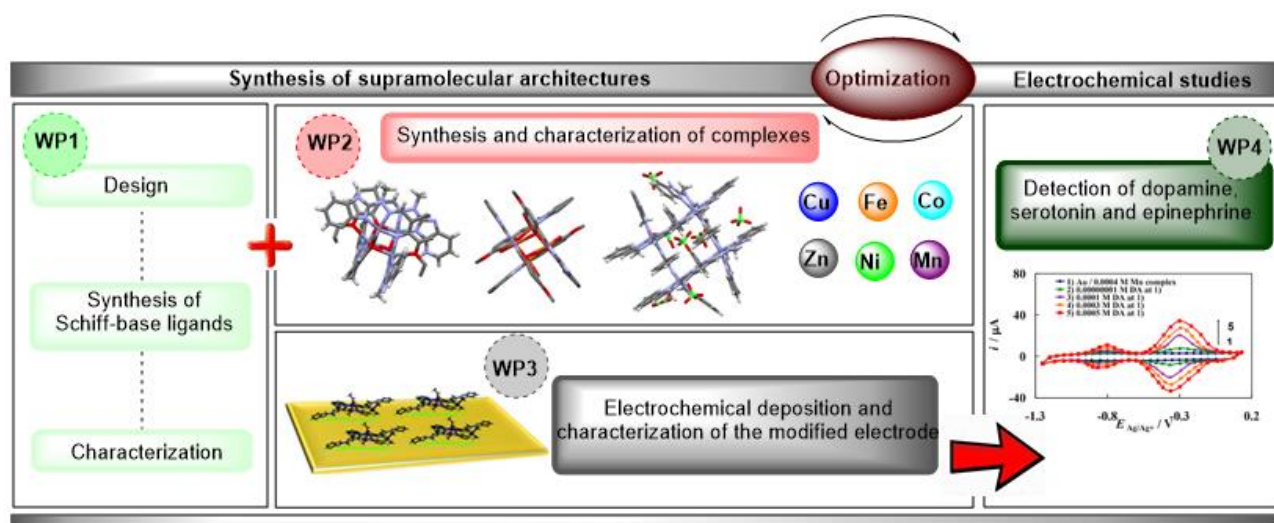 Synthesis of supramolecular architectures
Optimization
Electrochemical studies
WP1
Design
Synthesis of
Schiff-base ligands
Characterization
WP2
Synthesis and characterization of complexes
Cu
Fe
Co
Zn
Ni
Mn
WP3
Electrochemical deposition and
characterization of the modified electrode
WP4
Detection of dopamine,
serotonin and epinephrine
1) Au / 0.0004 M Mn complex
2) 0.00000001 M DA at 1)
3) 0.0001 M DA at 1)
4) 0.0003 M DA at 1)
5) 0.0005 M DA at 1)
80
40
0
-40
i / µA
5
1
-1.3
-0.8
-0.3
0.2
E Ag/Ag+ / V